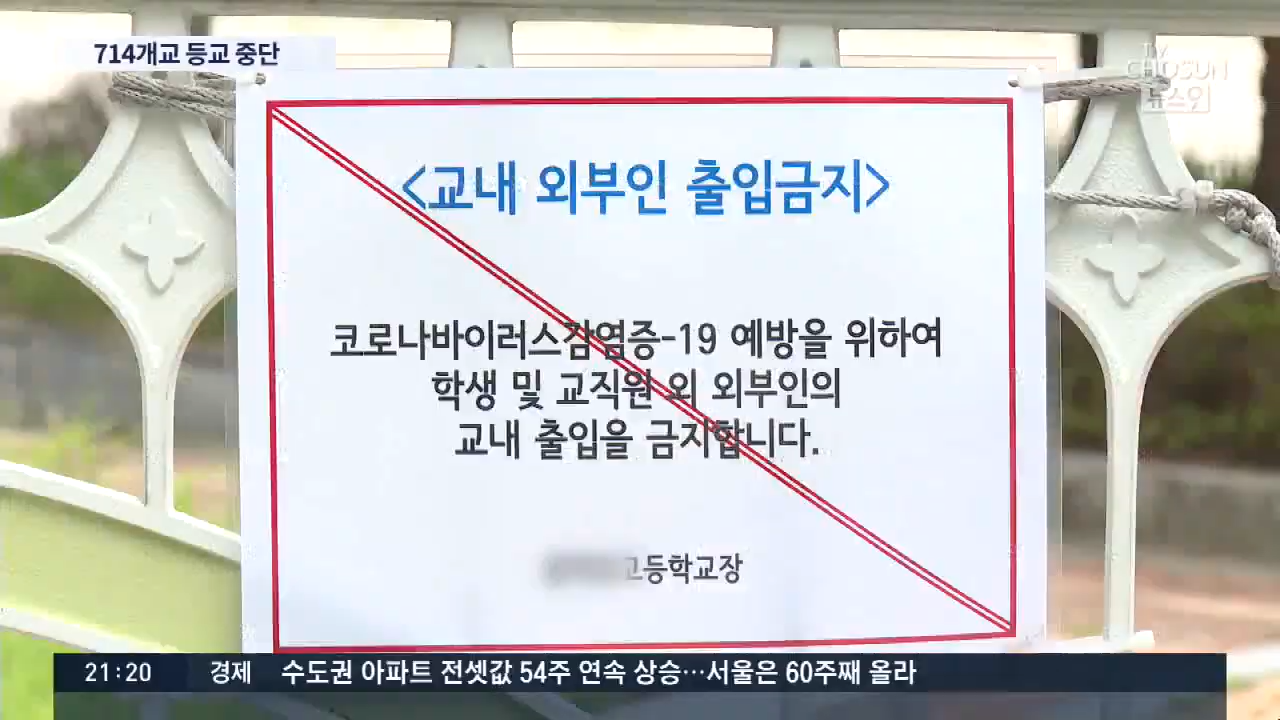 714개교 등교 중단
TV
CHOSUN
뉴스9
<교내 외부인 출입금지>
코로나바이러스감염증-19 예방을 위하여
학생 및 교직원 외 외부인의
교내 출입을 금지합니다.
고등학교장
21:20 경제 수도권 아파트 전셋값 54주 연속 상승…서울은 60주째 올라